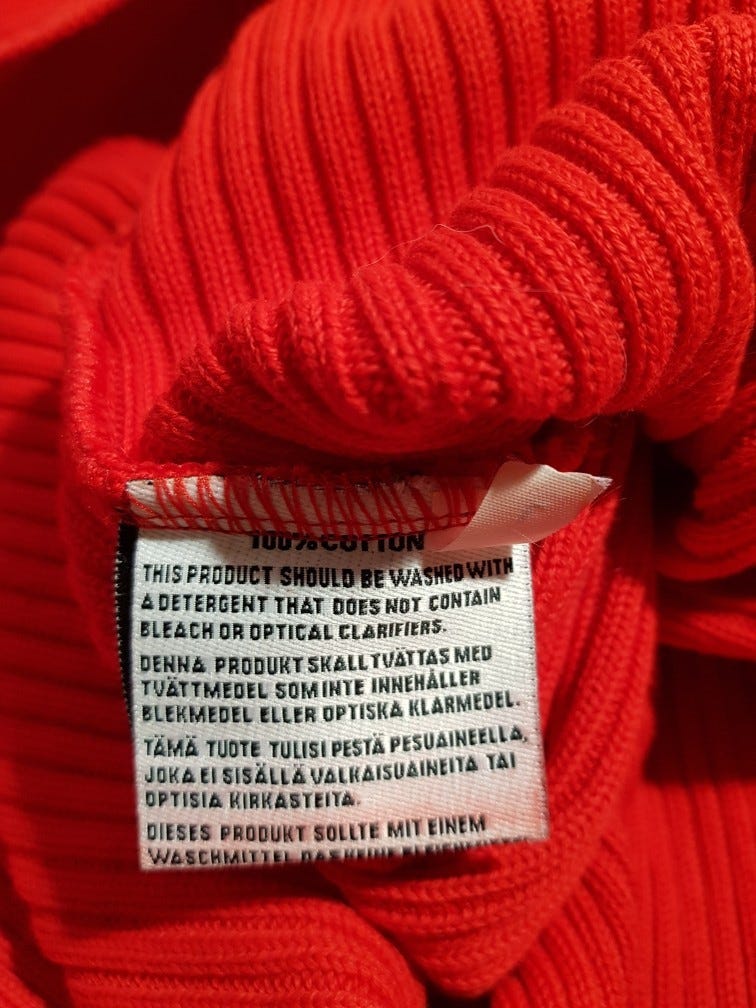 100% COTTON
THIS PRODUCT SHOULD BE WASHED WITH
A DETERGENT THAT DOES NOT CONTAIN
BLEACH OR OPTICAL CLARIFIERS.
DENNA PRODUKT SKALL TVÄTTAS MED
TVÄTTMEDEL SOM INTE INNEHÅLLER
BLEKMEDEL ELLER OPTISKA KLARMEDEL.
TÄMÄ TUOTE TULISI PESTÄ PESUAINEELLA,
JOKA EI SISÄLLÄ VALKAISUAINEITA TAI
OPTISIA KIRKASTEITA.
DIESES PRODUKT SOLLTE MIT EINEM
WASCHMITTEL DAS KEINE